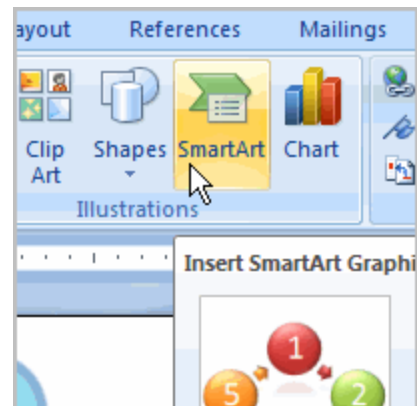 ayout References Mailings
Clip Art Shapes SmartArt Chart
Illustrations
Insert SmartArt Graphi
1
5 2